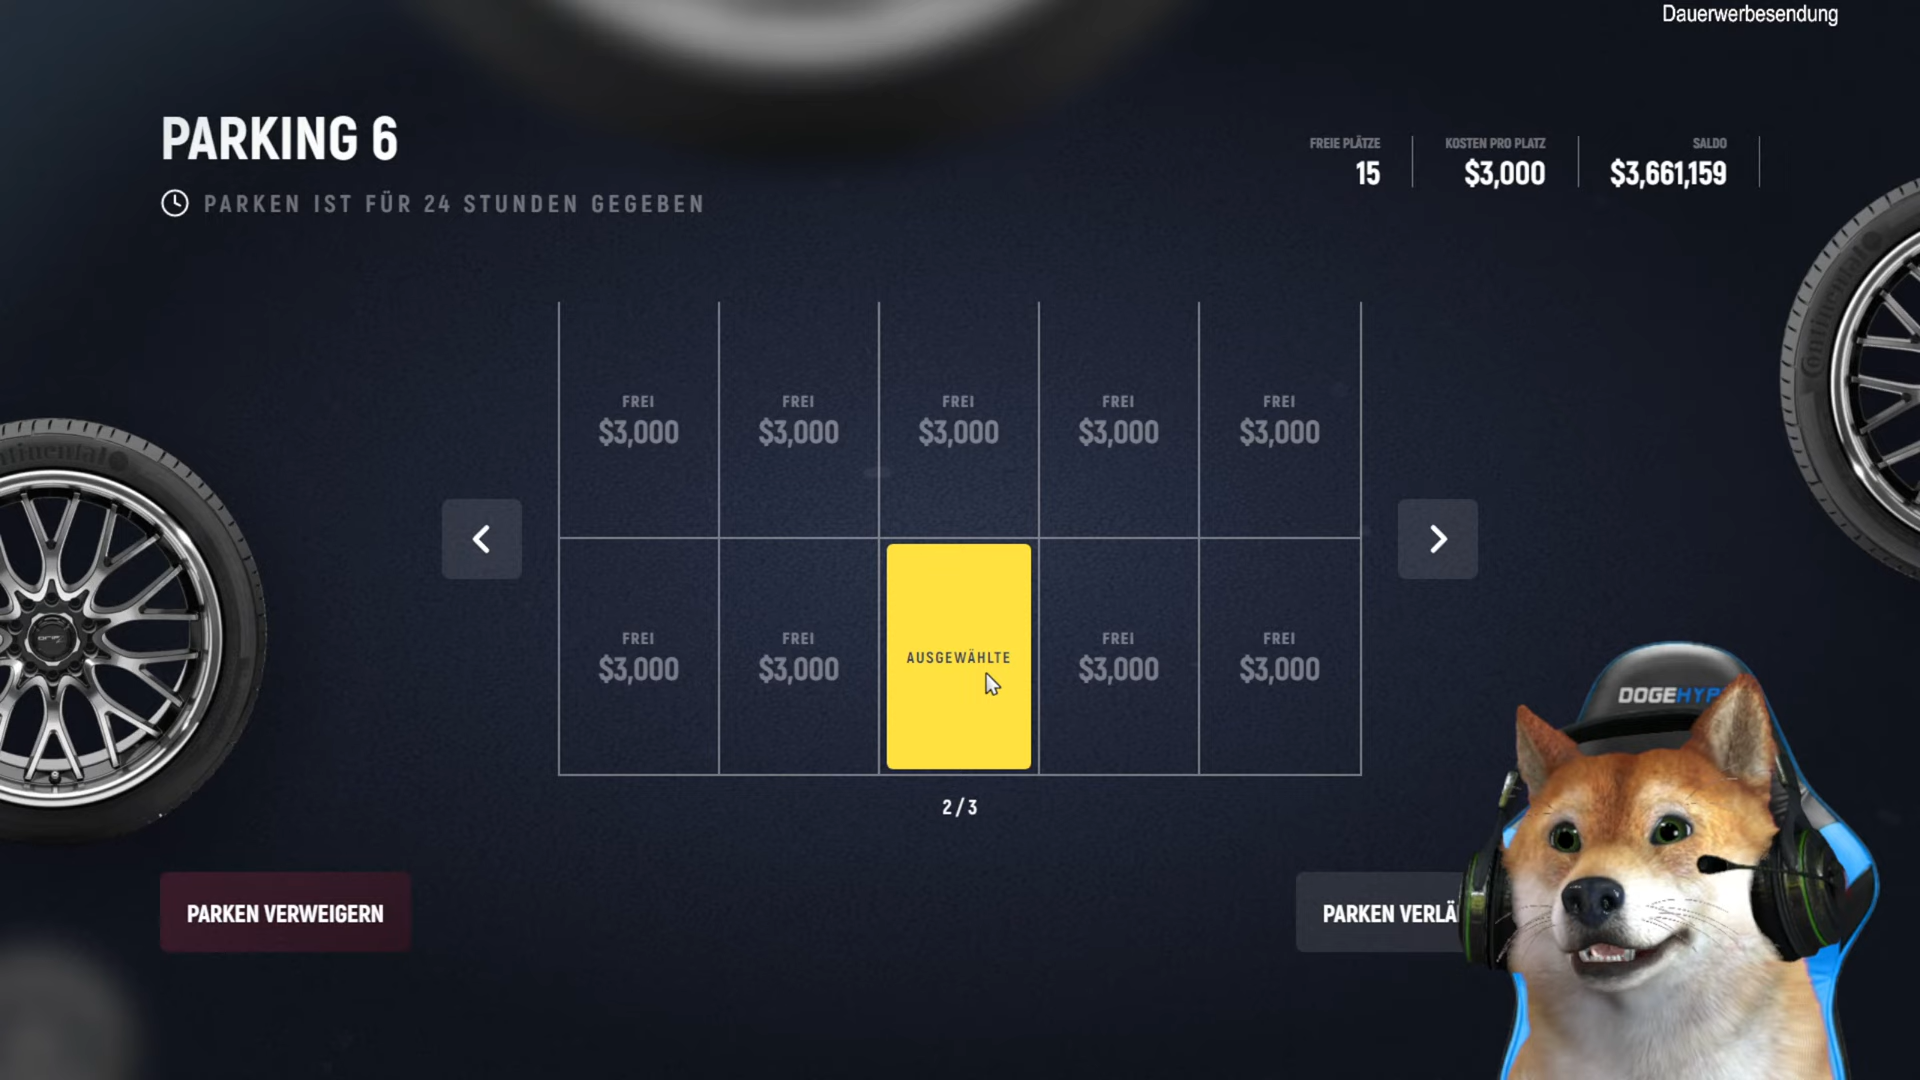 Dauerwerbesendung
PARKING 6
PARKEN IST FÜR 24 STUNDEN GEGEBEN
FREIE PLÄTZE
15
KOSTEN PRO PLATZ
$3,000
SALDO
$3,661,159
FREI
$3,000
FREI
$3,000
FREI
$3,000
FREI
$3,000
FREI
$3,000
FREI
$3,000
FREI
$3,000
AUSGEWÄHLTE
FREI
$3,000
FREI
$3,000
2/3
PARKEN VERWEIGERN
PARKEN VERLÄ
DOGEHYP
Continental